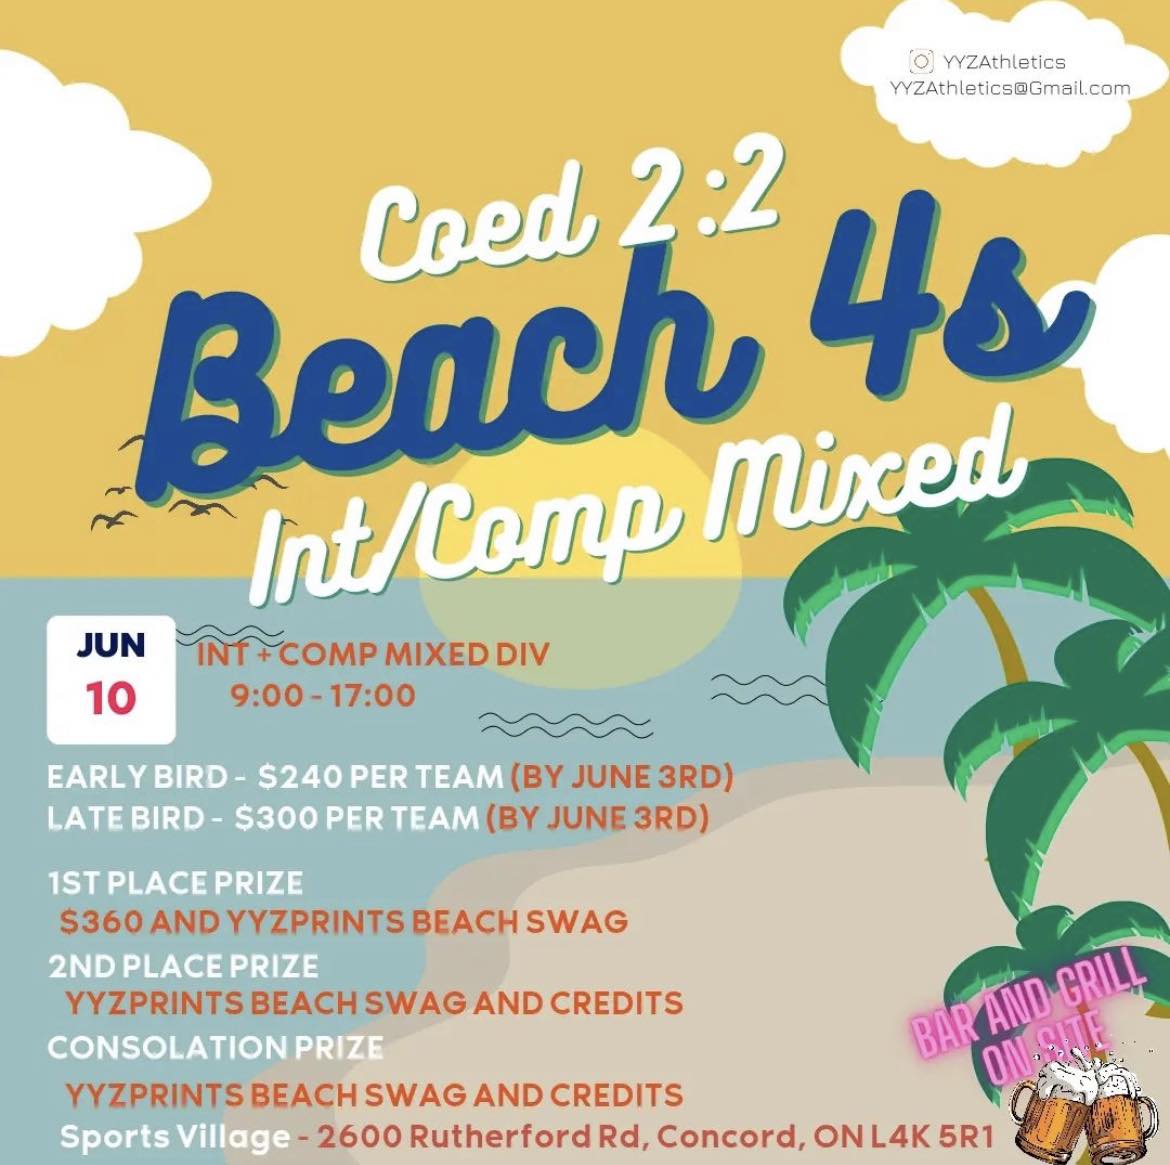 YYZAthletics
YYZAthletics@Gmail.com
Coed 2:2
Beach 4s
Int/Comp Mixed
JUN
10
INT + COMP MIXED DIV
9:00 - 17:00
EARLY BIRD - $240 PER TEAM (BY JUNE 3RD)
LATE BIRD - $300 PER TEAM (BY JUNE 3RD)
1ST PLACE PRIZE
$360 AND YYZPRINTS BEACH SWAG
2ND PLACE PRIZE
YYZPRINTS BEACH SWAG AND CREDITS
CONSOLATION PRIZE
YYZPRINTS BEACH SWAG AND CREDITS
BAR AND GRILL
ON SITE
Sports Village - 2600 Rutherford Rd, Concord, ON L4K 5R1